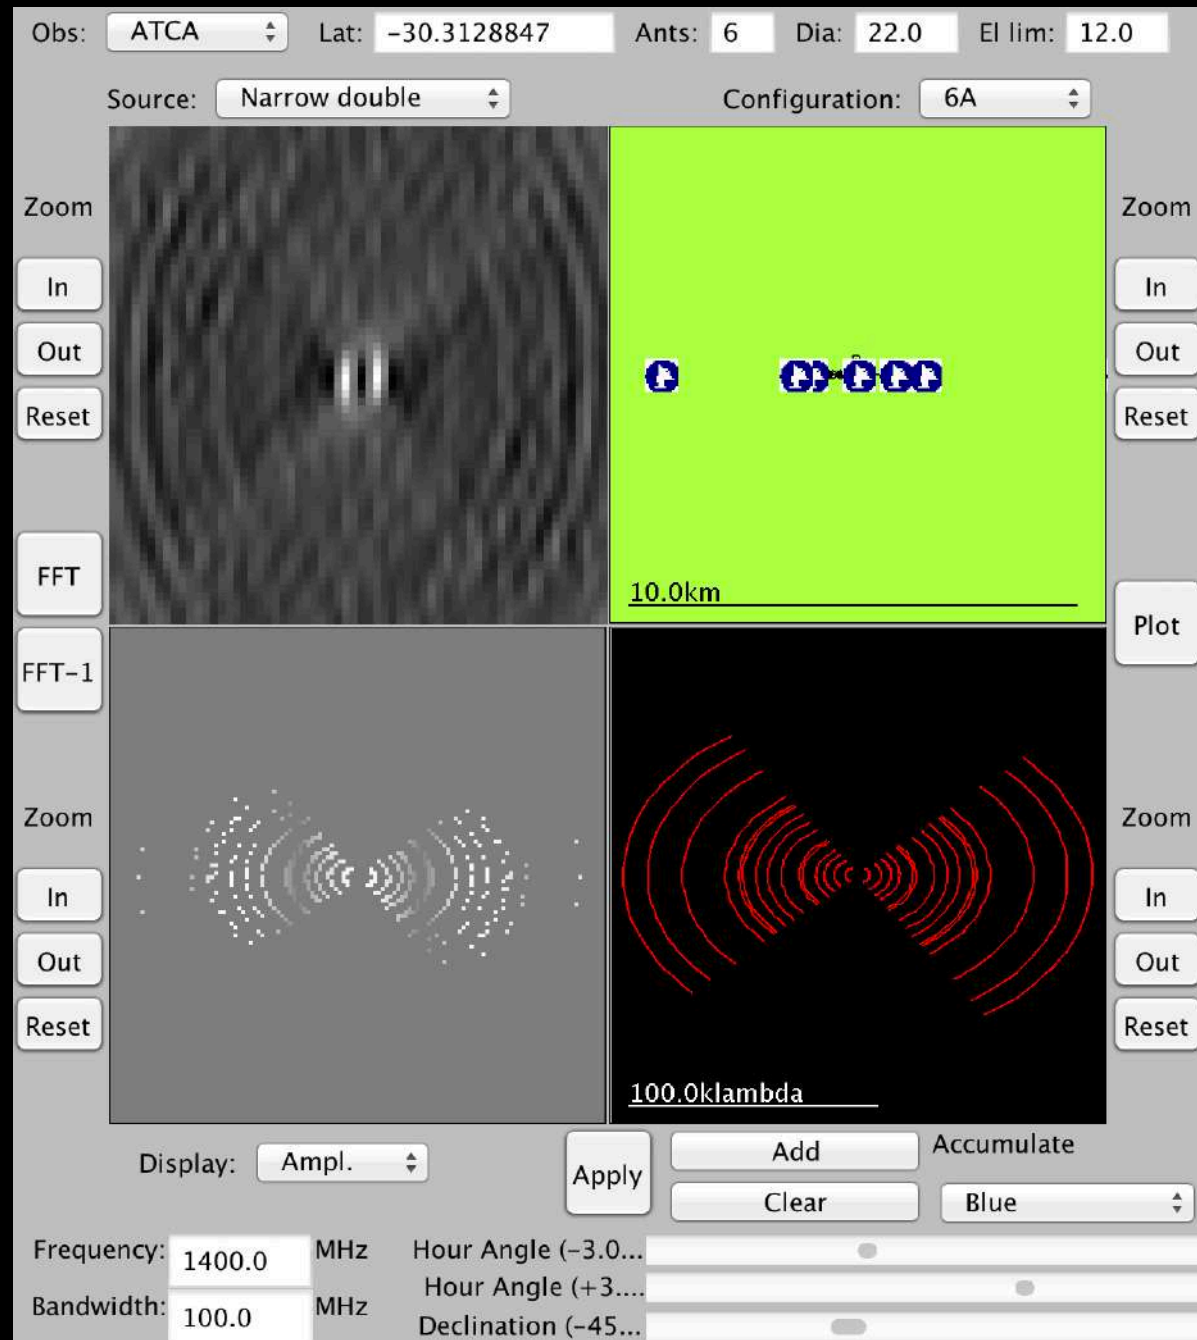 Obs: ATCA Lat: -30.3128847 Ants: 6 Dia: 22.0 El lim: 12.0
Source: Narrow double Configuration: 6A
Zoom Zoom
In In
Out Out
Reset Reset
FFT
10.0km
Plot
FFT-1
Zoom Zoom
In In
Out Out
Reset Reset
100.0klambda
Display: Ampl. Apply Add Accumulate
Clear Blue
Frequency: 1400.0 MHz Hour Angle (-3.0...
Hour Angle (+3....
Bandwidth: 100.0 MHz Declination (-45...